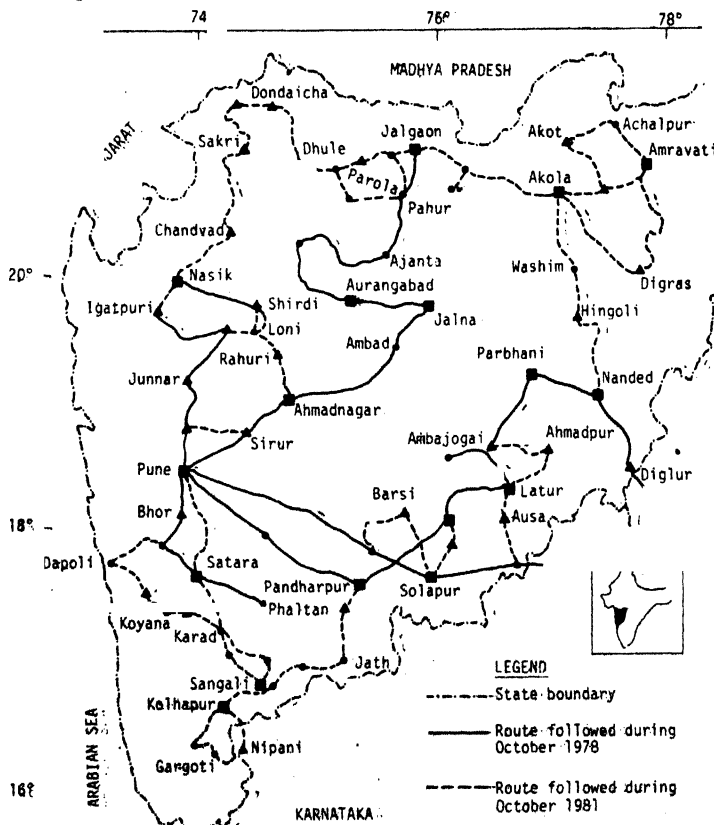 74
76°
78°
MADHYA PRADESH
JARAT
Dondaicha
Sakri
Dhule
Jalgaon
Akot
Achalpur
Amravati
Parola
Akola
Pahur
Chandvad
Ajanta
Washim
Digras
20°
Nasik
Aurangabad
Igatpuri
Shirdi
Hingoli
Loni
Jalna
Ambad
Rahuri
Parbhani
Nanded
Junnar
Ahmadnagar
Sirur
Ambajogai
Ahmadpur
Pune
Diglur
Latur
Barsi
Bhor
Ausa
18°
Dapoli
Satara
Pandharpur
Solapur
Phaltan
Koyana
Karad
Jath
Sangali
Kolhapur
Nipani
Gargoti
16°
ARABIAN SEA
KARNATAKA
LEGEND
State boundary
Route followed during
October 1978
Route followed during
October 1981